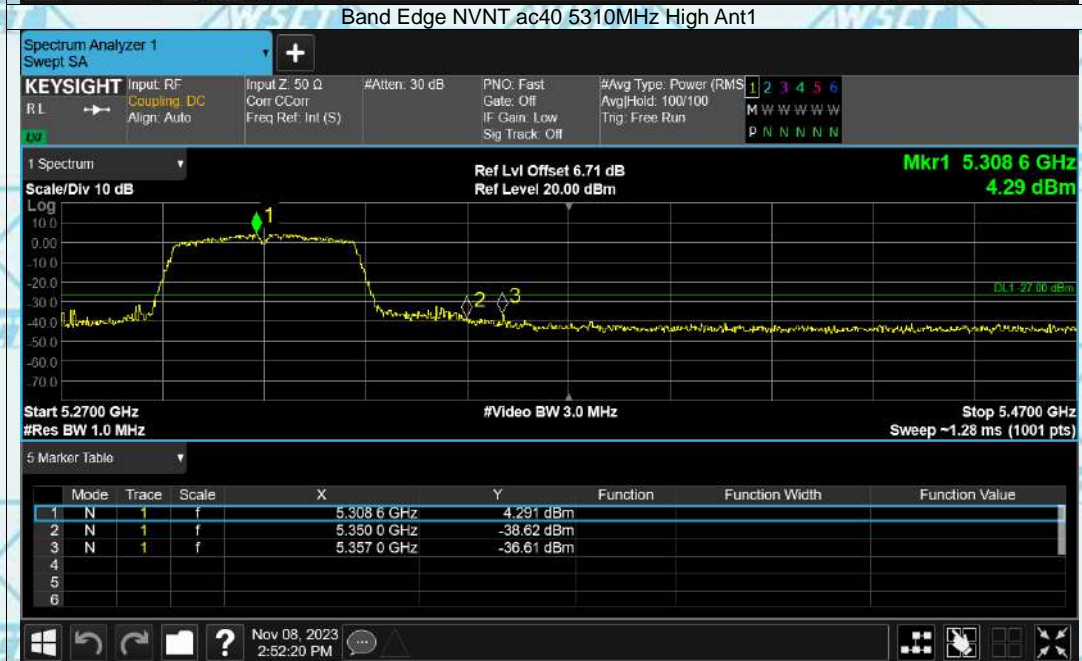 Band Edge NVNT ac40 5310MHz High Ant1
Spectrum Analyzer 1
Swept SA
+
KEYSIGHT Input: RF Input Z: 50 Ω #Atten: 30 dB PNO: Fast #Avg Type: Power (RMS 1 2 3 4 5 6
RL Coupling: DC Corr CCorr Gate: Off Avg|Hold: 100/100 M W W W W W
Align: Auto Freq Ref: Int (S) IF Gain: Low Trig: Free Run
Sig Track: Off P N N N N N
LXI
1 Spectrum Ref Lvl Offset 6.71 dB Mkr1 5.308 6 GHz
Scale/Div 10 dB Ref Level 20.00 dBm 4.29 dBm
Log
10.0
0.00
-10.0
-20.0
-30.0
-40.0
-50.0
-60.0
-70.0
1
2
3
DL1 -27.00 dBm
Start 5.2700 GHz #Video BW 3.0 MHz Stop 5.4700 GHz
#Res BW 1.0 MHz Sweep ~1.28 ms (1001 pts)
5 Marker Table
Mode Trace Scale X Y Function Function Width Function Value
1 N 1 f 5.308 6 GHz 4.291 dBm
2 N 1 f 5.350 0 GHz -38.62 dBm
3 N 1 f 5.357 0 GHz -36.61 dBm
4
5
6
? Nov 08, 2023
2:52:20 PM